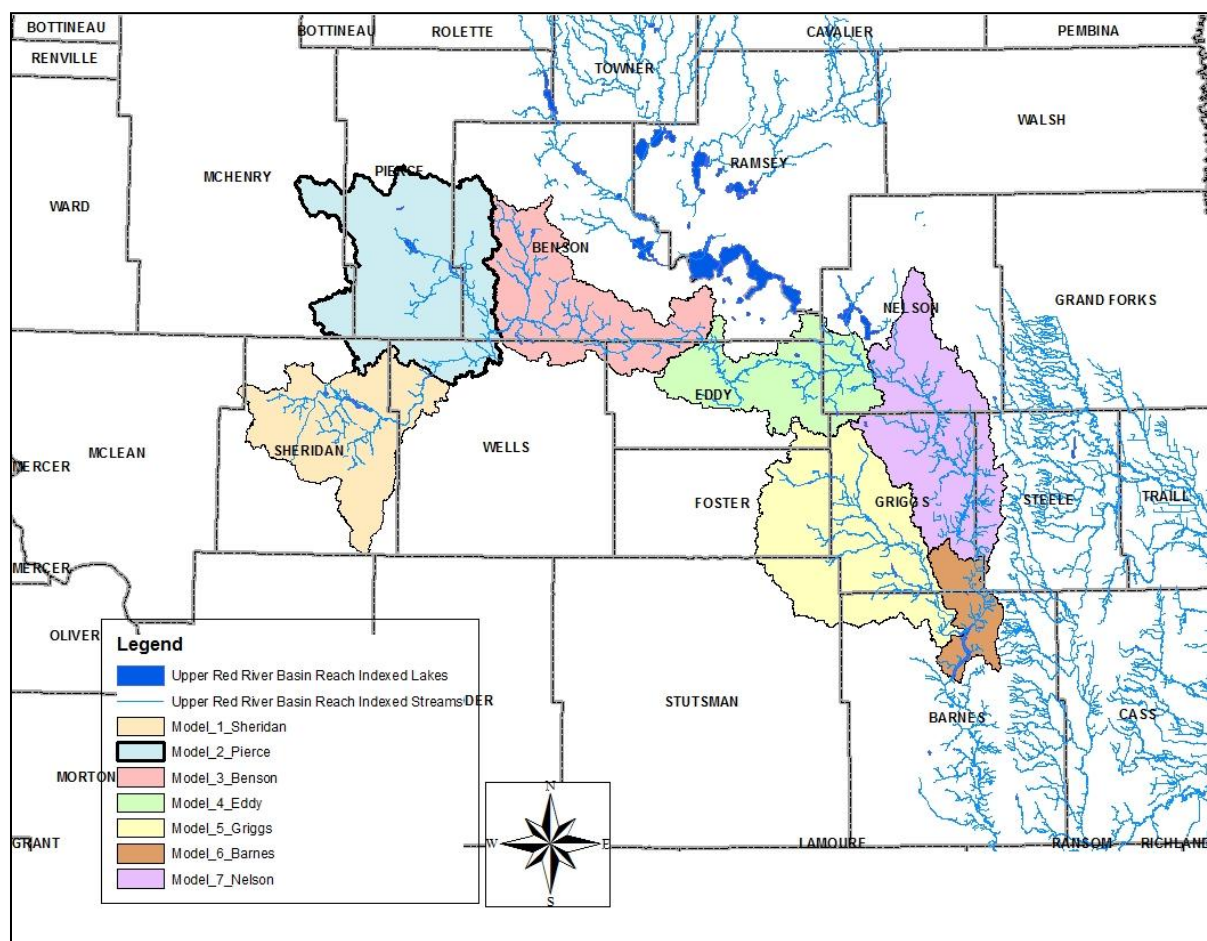 BOTTINEAU
BOTTINEAU
ROLETTE
CAVALIER
PEMBINA
RENVILLE
TOWNER
WALSH
RAMSEY
PIERCE
MCHENRY
WARD
BENSON
NELSON
GRAND FORKS
EDDY
SHERIDAN
WELLS
MCLEAN
MERCER
FOSTER
GRIGGS
STEELE
TRAILL
MERCER
OLIVER
Legend
Upper Red River Basin Reach Indexed Lakes
Upper Red River Basin Reach Indexed Streams
DER
Model_1_Sheridan
Model_2_Pierce
Model_3_Benson
Model_4_Eddy
Model_5_Griggs
Model_6_Barnes
Model_7_Nelson
STUTSMAN
BARNES
CASS
MORTON
GRANT
N
W
E
S
LAMOURE
RANSOM
RICHLAND